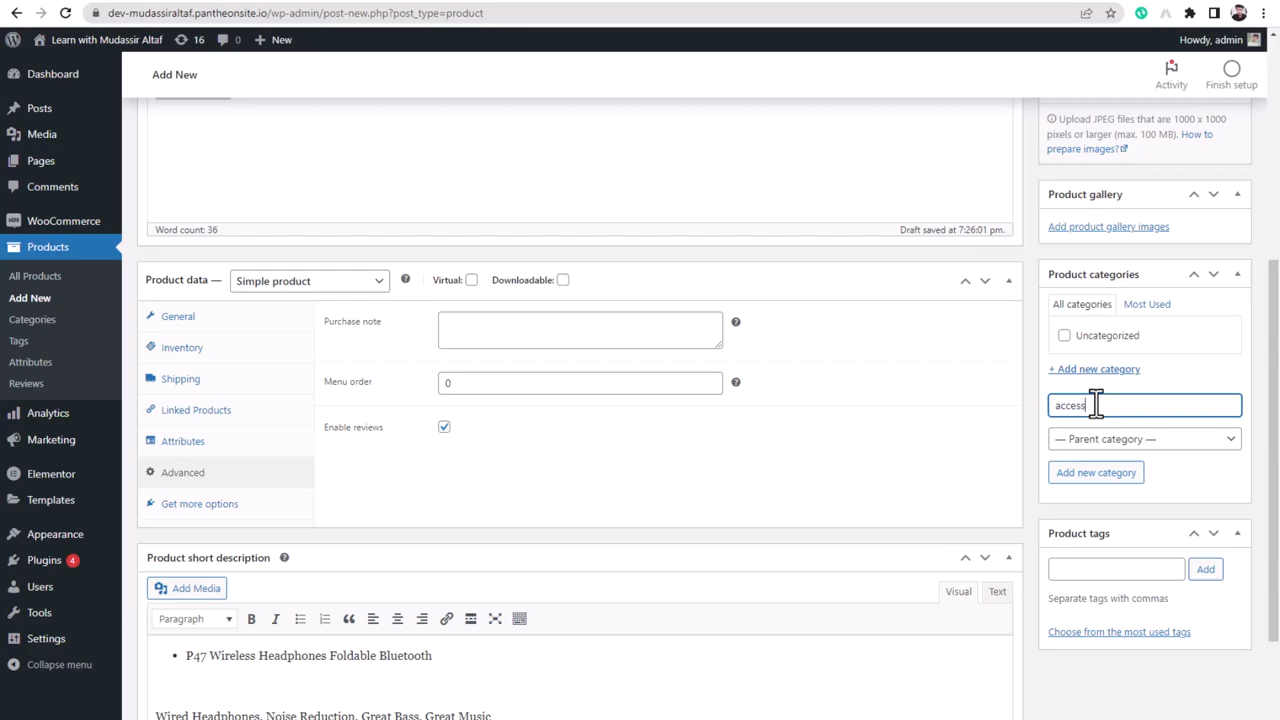 dev-mudassiraltaf.pantheonsite.io/wp-admin/post-new.php?post_type=product
Learn with Mudassir Altaf 16 0 + New Howdy, admin
Dashboard
Posts
Media
Pages
Comments
WooCommerce
Products
All Products
Add New
Categories
Tags
Attributes
Reviews
Analytics
Marketing
Elementor
Templates
Appearance
Plugins 4
Users
Tools
Settings
Collapse menu
Add New
Activity
Finish setup
Word count: 36 Draft saved at 7:26:01 pm.
Product data — Simple product Virtual: Downloadable:
General
Inventory
Shipping
Linked Products
Attributes
Advanced
Get more options
Purchase note
Menu order 0
Enable reviews
Product short description
Add Media
Visual Text
Paragraph B I
P47 Wireless Headphones Foldable Bluetooth
Wired Headphones, Noise Reduction, Great Bass, Great Music
Upload JPEG files that are 1000 x 1000
pixels or larger (max. 100 MB). How to
prepare images?
Product gallery
Add product gallery images
Product categories
All categories Most Used
Uncategorized
+ Add new category
access
— Parent category —
Add new category
Product tags
Add
Separate tags with commas
Choose from the most used tags